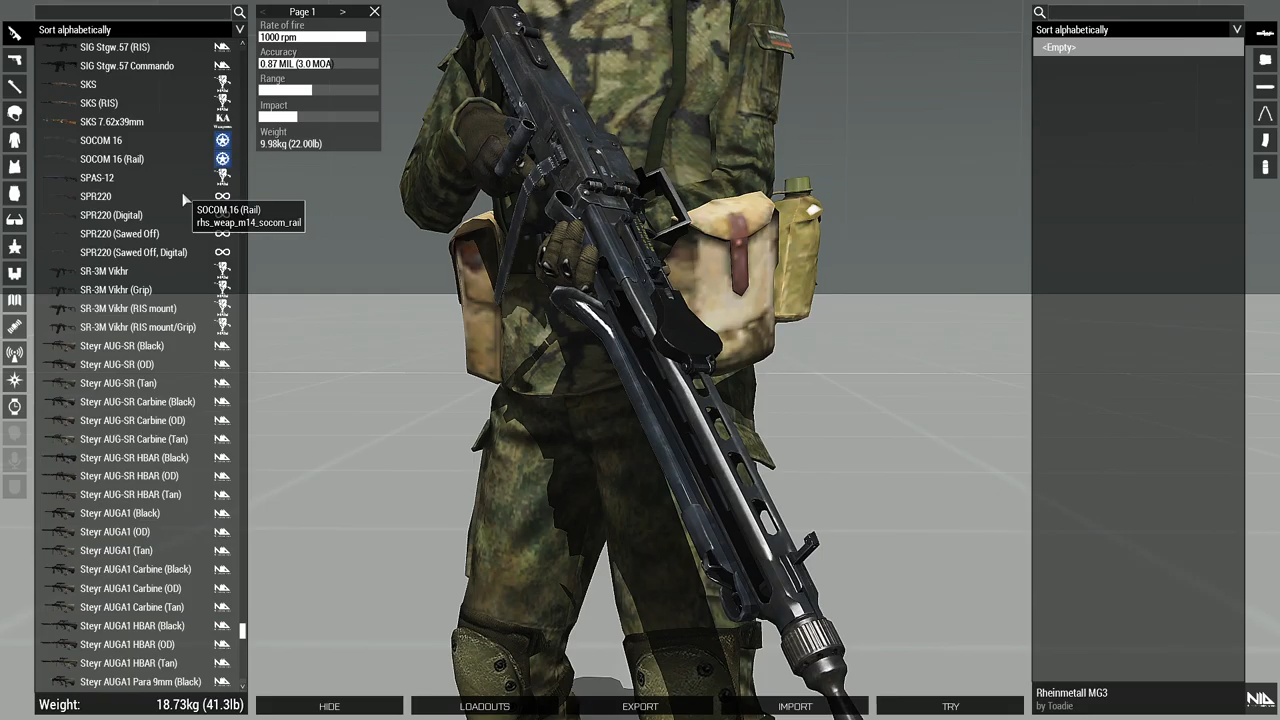 Sort alphabetically
SIG Stgw.57 (RIS)
SIG Stgw.57 Commando
SKS
SKS (RIS)
SKS 7.62x39mm
KA
SOCOM 16
SOCOM 16 (Rail)
SPAS-12
SPR220
SPR220 (Digital)
SPR220 (Sawed Off)
SPR220 (Sawed Off, Digital)
SR-3M Vikhr
SR-3M Vikhr (Grip)
SR-3M Vikhr (RIS mount)
SR-3M Vikhr (RIS mount/Grip)
Steyr AUG-SR (Black)
Steyr AUG-SR (OD)
Steyr AUG-SR (Tan)
Steyr AUG-SR Carbine (Black)
Steyr AUG-SR Carbine (OD)
Steyr AUG-SR Carbine (Tan)
Steyr AUG-SR HBAR (Black)
Steyr AUG-SR HBAR (OD)
Steyr AUG-SR HBAR (Tan)
Steyr AUGA1 (Black)
Steyr AUGA1 (OD)
Steyr AUGA1 (Tan)
Steyr AUGA1 Carbine (Black)
Steyr AUGA1 Carbine (OD)
Steyr AUGA1 Carbine (Tan)
Steyr AUGA1 HBAR (Black)
Steyr AUGA1 HBAR (OD)
Steyr AUGA1 HBAR (Tan)
Steyr AUGA1 Para 9mm (Black)
Weight: 18.73kg (41.3lb)
SOCOM 16 (Rail)
rhs_weap_m14_socom_rail
< Page 1 >
Rate of fire
1000 rpm
Accuracy
0.87 MIL (3.0 MOA)
Range
Impact
Weight
9.98kg (22.00lb)
HIDE
LOADOUTS
EXPORT
IMPORT
TRY
Sort alphabetically
<Empty>
Rheinmetall MG3
by Toadie